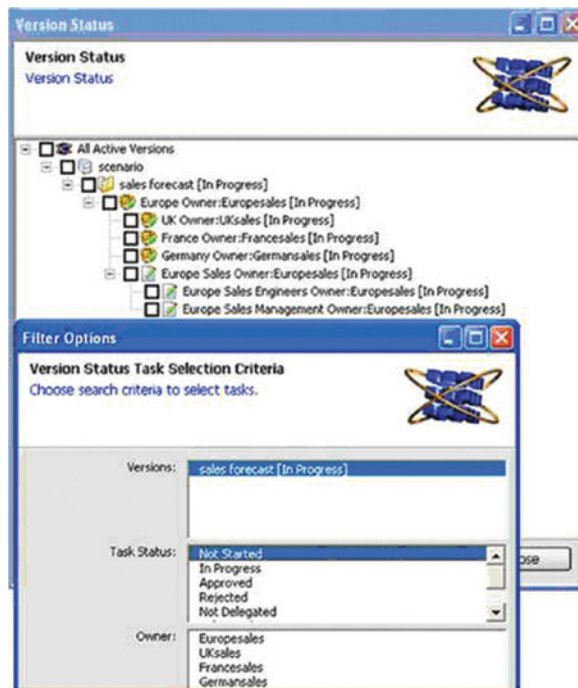 Version Status
Version Status
Version Status
All Active Versions
scenario
sales forecast [In Progress]
Europe Owner:Europesales [In Progress]
UK Owner:UKsales [In Progress]
France Owner:Francesales [In Progress]
Germany Owner:Germansales [In Progress]
Europe Sales Owner:Europesales [In Progress]
Europe Sales Engineers Owner:Europesales [In Progress]
Europe Sales Management Owner:Europesales [In Progress]
Filter Options
Version Status Task Selection Criteria
Choose search criteria to select tasks.
Versions:
sales forecast [In Progress]
Task Status:
Not Started
In Progress
Approved
Rejected
Not Delegated
ose
Owner:
Europesales
UKsales
Francesales
Germansales